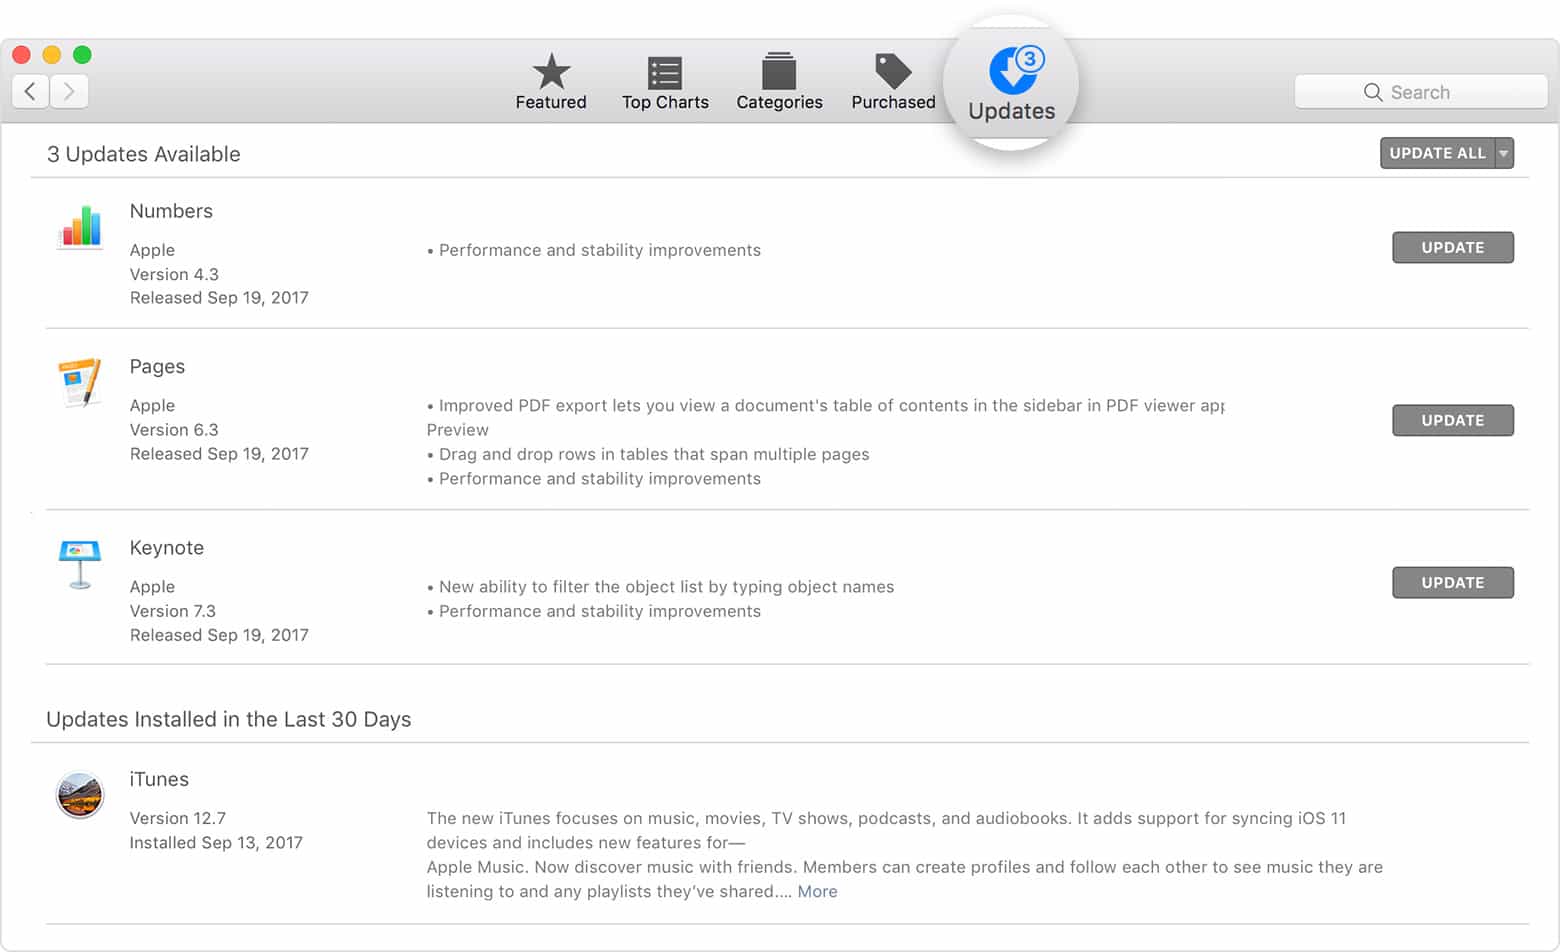 Featured
Top Charts
Categories
Purchased
3
Updates
Search
3 Updates Available
UPDATE ALL
Numbers
Apple
Version 4.3
Released Sep 19, 2017
• Performance and stability improvements
UPDATE
Pages
Apple
Version 6.3
Released Sep 19, 2017
• Improved PDF export lets you view a document's table of contents in the sidebar in PDF viewer app
Preview
• Drag and drop rows in tables that span multiple pages
• Performance and stability improvements
UPDATE
Keynote
Apple
Version 7.3
Released Sep 19, 2017
• New ability to filter the object list by typing object names
• Performance and stability improvements
UPDATE
Updates Installed in the Last 30 Days
iTunes
Version 12.7
Installed Sep 13, 2017
The new iTunes focuses on music, movies, TV shows, podcasts, and audiobooks. It adds support for syncing iOS 11
devices and includes new features for—
Apple Music. Now discover music with friends. Members can create profiles and follow each other to see music they are
listening to and any playlists they've shared.... More